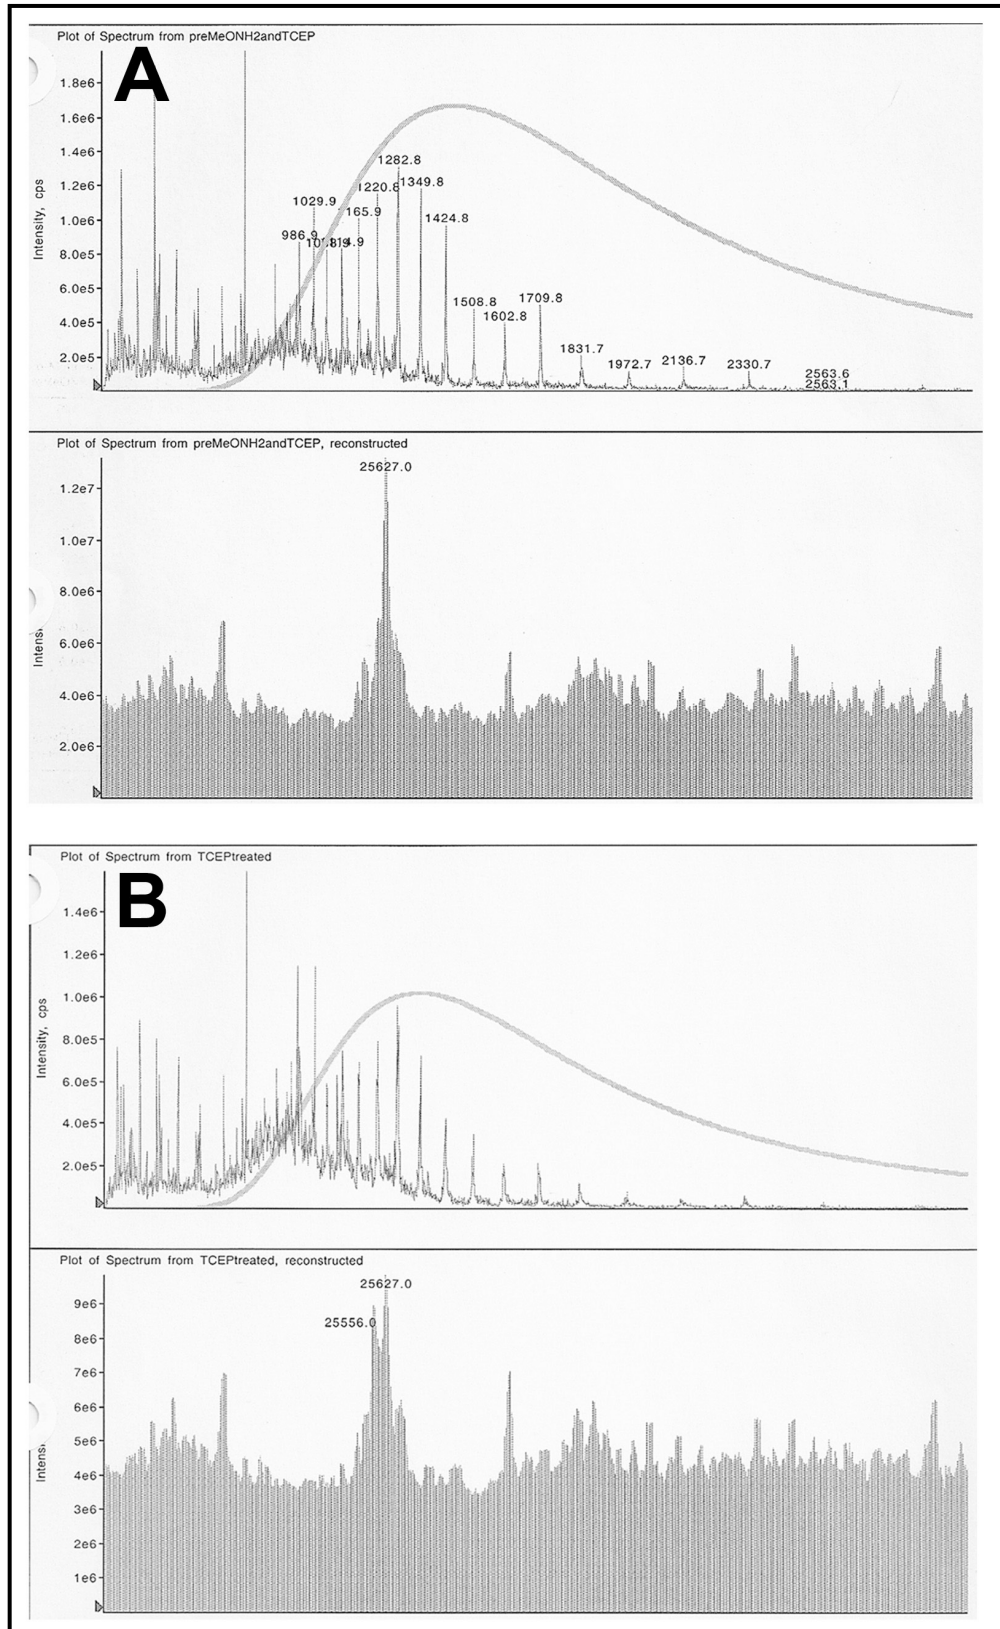 Plot of Spectrum from preMeONH2andTCEP
A
1.8e6
1.6e6
1.4e6
1.2e6
1.0e6
8.0e5
6.0e5
4.0e5
2.0e5
Intensity, cps
1282.8
1349.8
1220.8
1029.9
165.9
1424.8
986.9
1508.8
1709.8
1602.8
1831.7
1972.7
2136.7
2330.7
2563.6
2563.1
Plot of Spectrum from preMeONH2andTCEP, reconstructed
25627.0
1.2e7
1.0e7
8.0e6
6.0e6
4.0e6
2.0e6
Intensi
Plot of Spectrum from TCEPtreated
B
1.4e6
1.2e6
1.0e6
8.0e5
6.0e5
4.0e5
2.0e5
Intensity, cps
Plot of Spectrum from TCEPtreated, reconstructed
25627.0
25556.0
9e6
8e6
7e6
6e6
5e6
4e6
3e6
2e6
1e6
Intensi